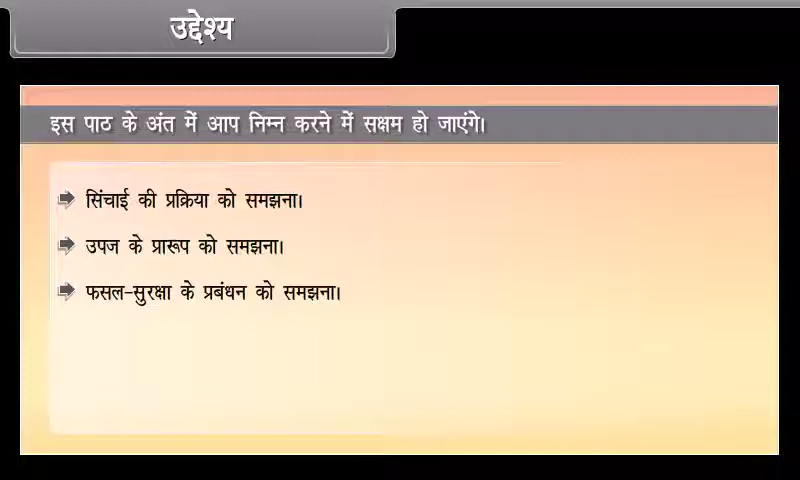 उद्देश्य
इस पाठ के अंत में आप निम्न करने में सक्षम हो जाएंगे।
सिंचाई की प्रक्रिया को समझना।
उपज के प्रारूप को समझना।
फसल-सुरक्षा के प्रबंधन को समझना।